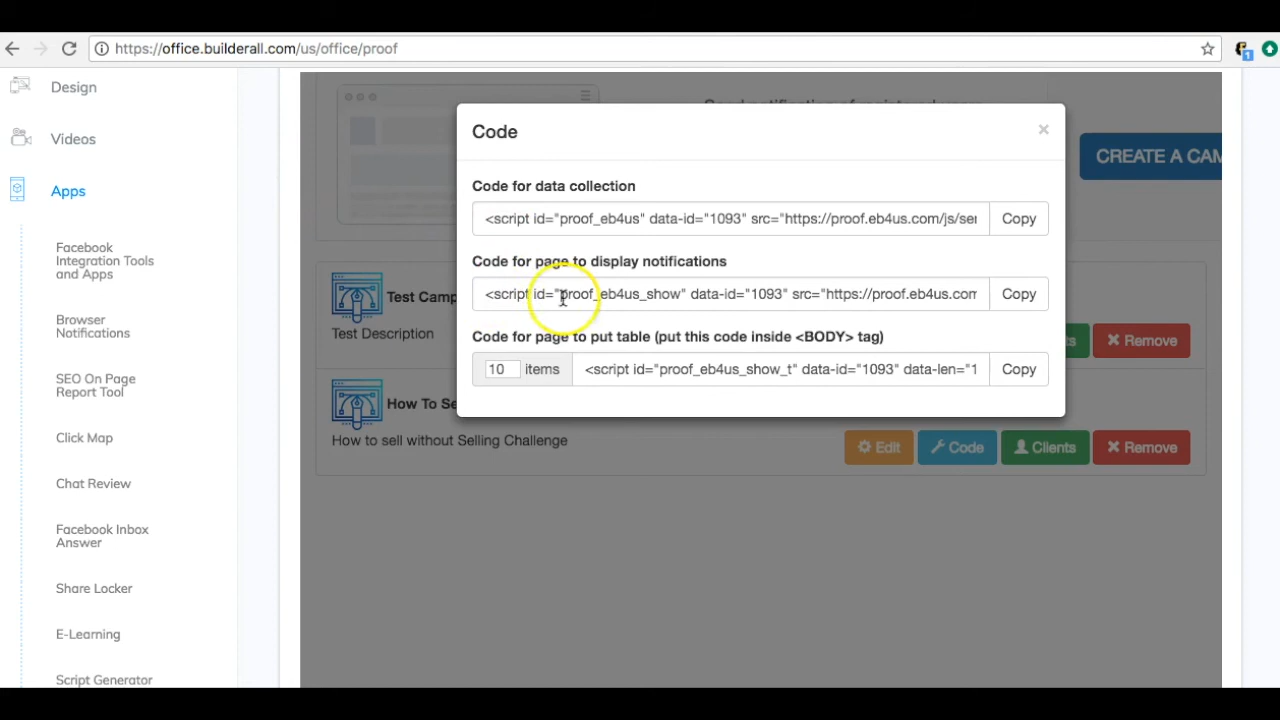 https://office.builderall.com/us/office/proof
1
Design
Videos
Apps
Facebook
Integration Tools
and Apps
Browser
Notifications
SEO On Page
Report Tool
Click Map
Chat Review
Facebook Inbox
Answer
Share Locker
E-Learning
Script Generator
CREATE A CAM
Code
×
Code for data collection
<script id="proof_eb4us" data-id="1093" src="https://proof.eb4us.com/js/ser
Copy
Code for page to display notifications
<script id="proof_eb4us_show" data-id="1093" src="https://proof.eb4us.com
Copy
Code for page to put table (put this code inside <BODY> tag)
10 items
<script id="proof_eb4us_show_t" data-id="1093" data-len="1
Copy
Test Camp
Test Description
ts
Remove
How To Se
How to sell without Selling Challenge
Edit
Code
Clients
Remove